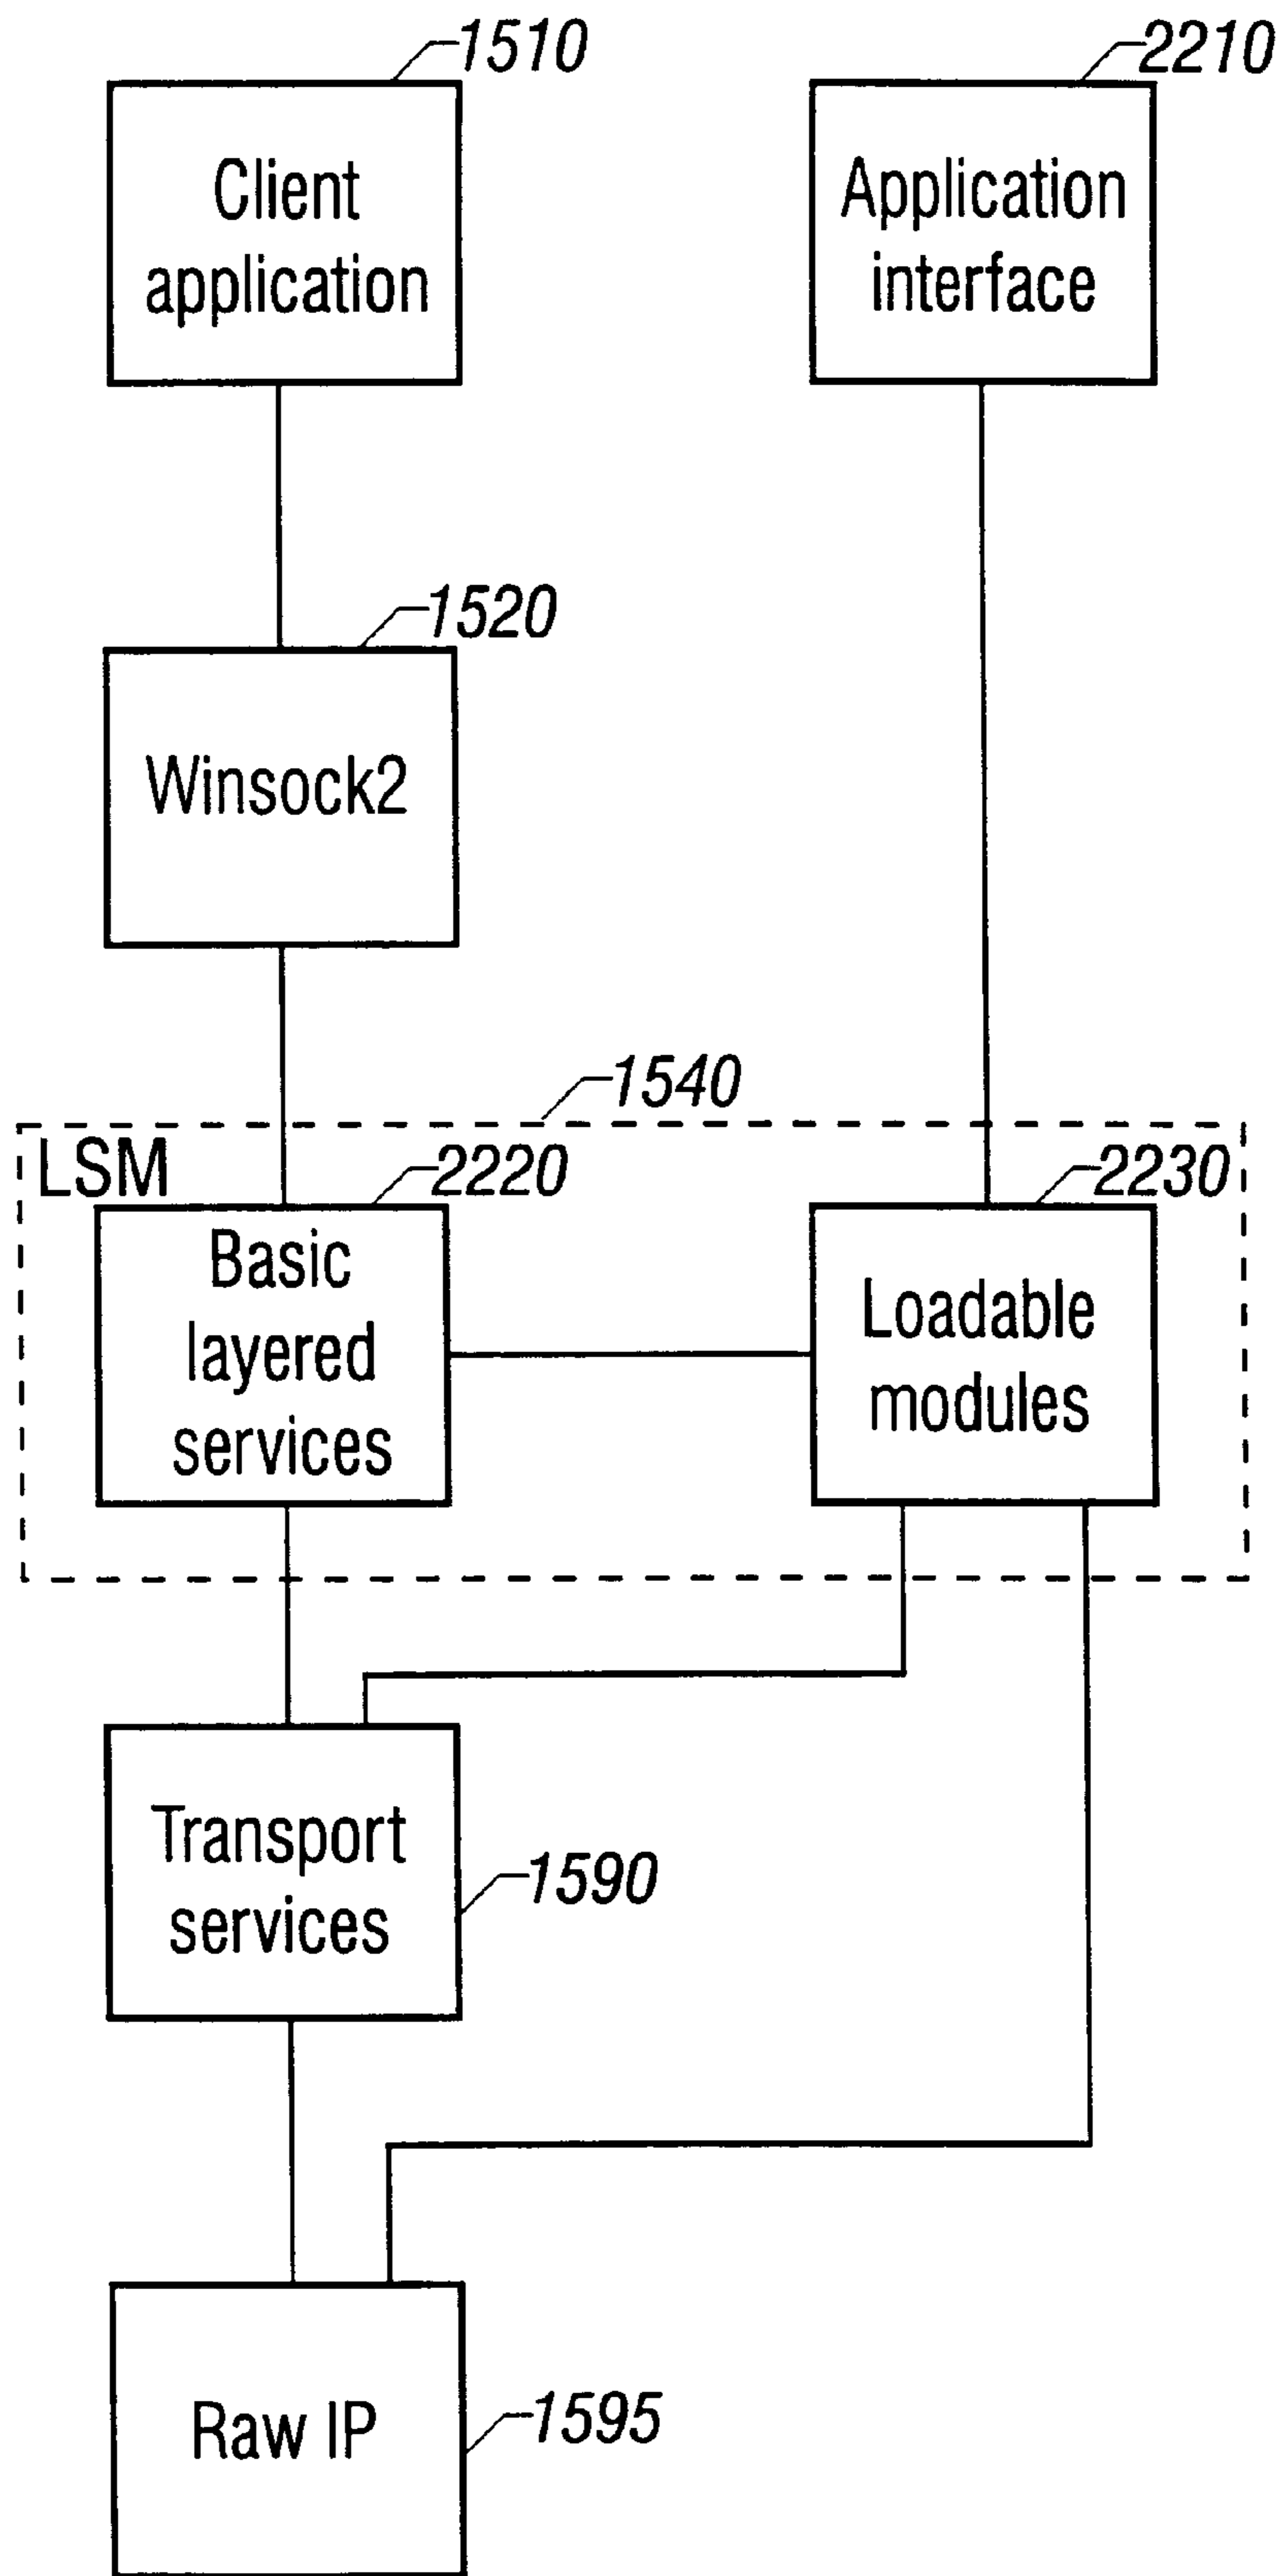 1510
2210
Client
application
Application
interface
1520
Winsock2
1540
LSM
2220
2230
Basic
layered
services
Loadable
modules
Transport
services
1590
Raw IP
1595